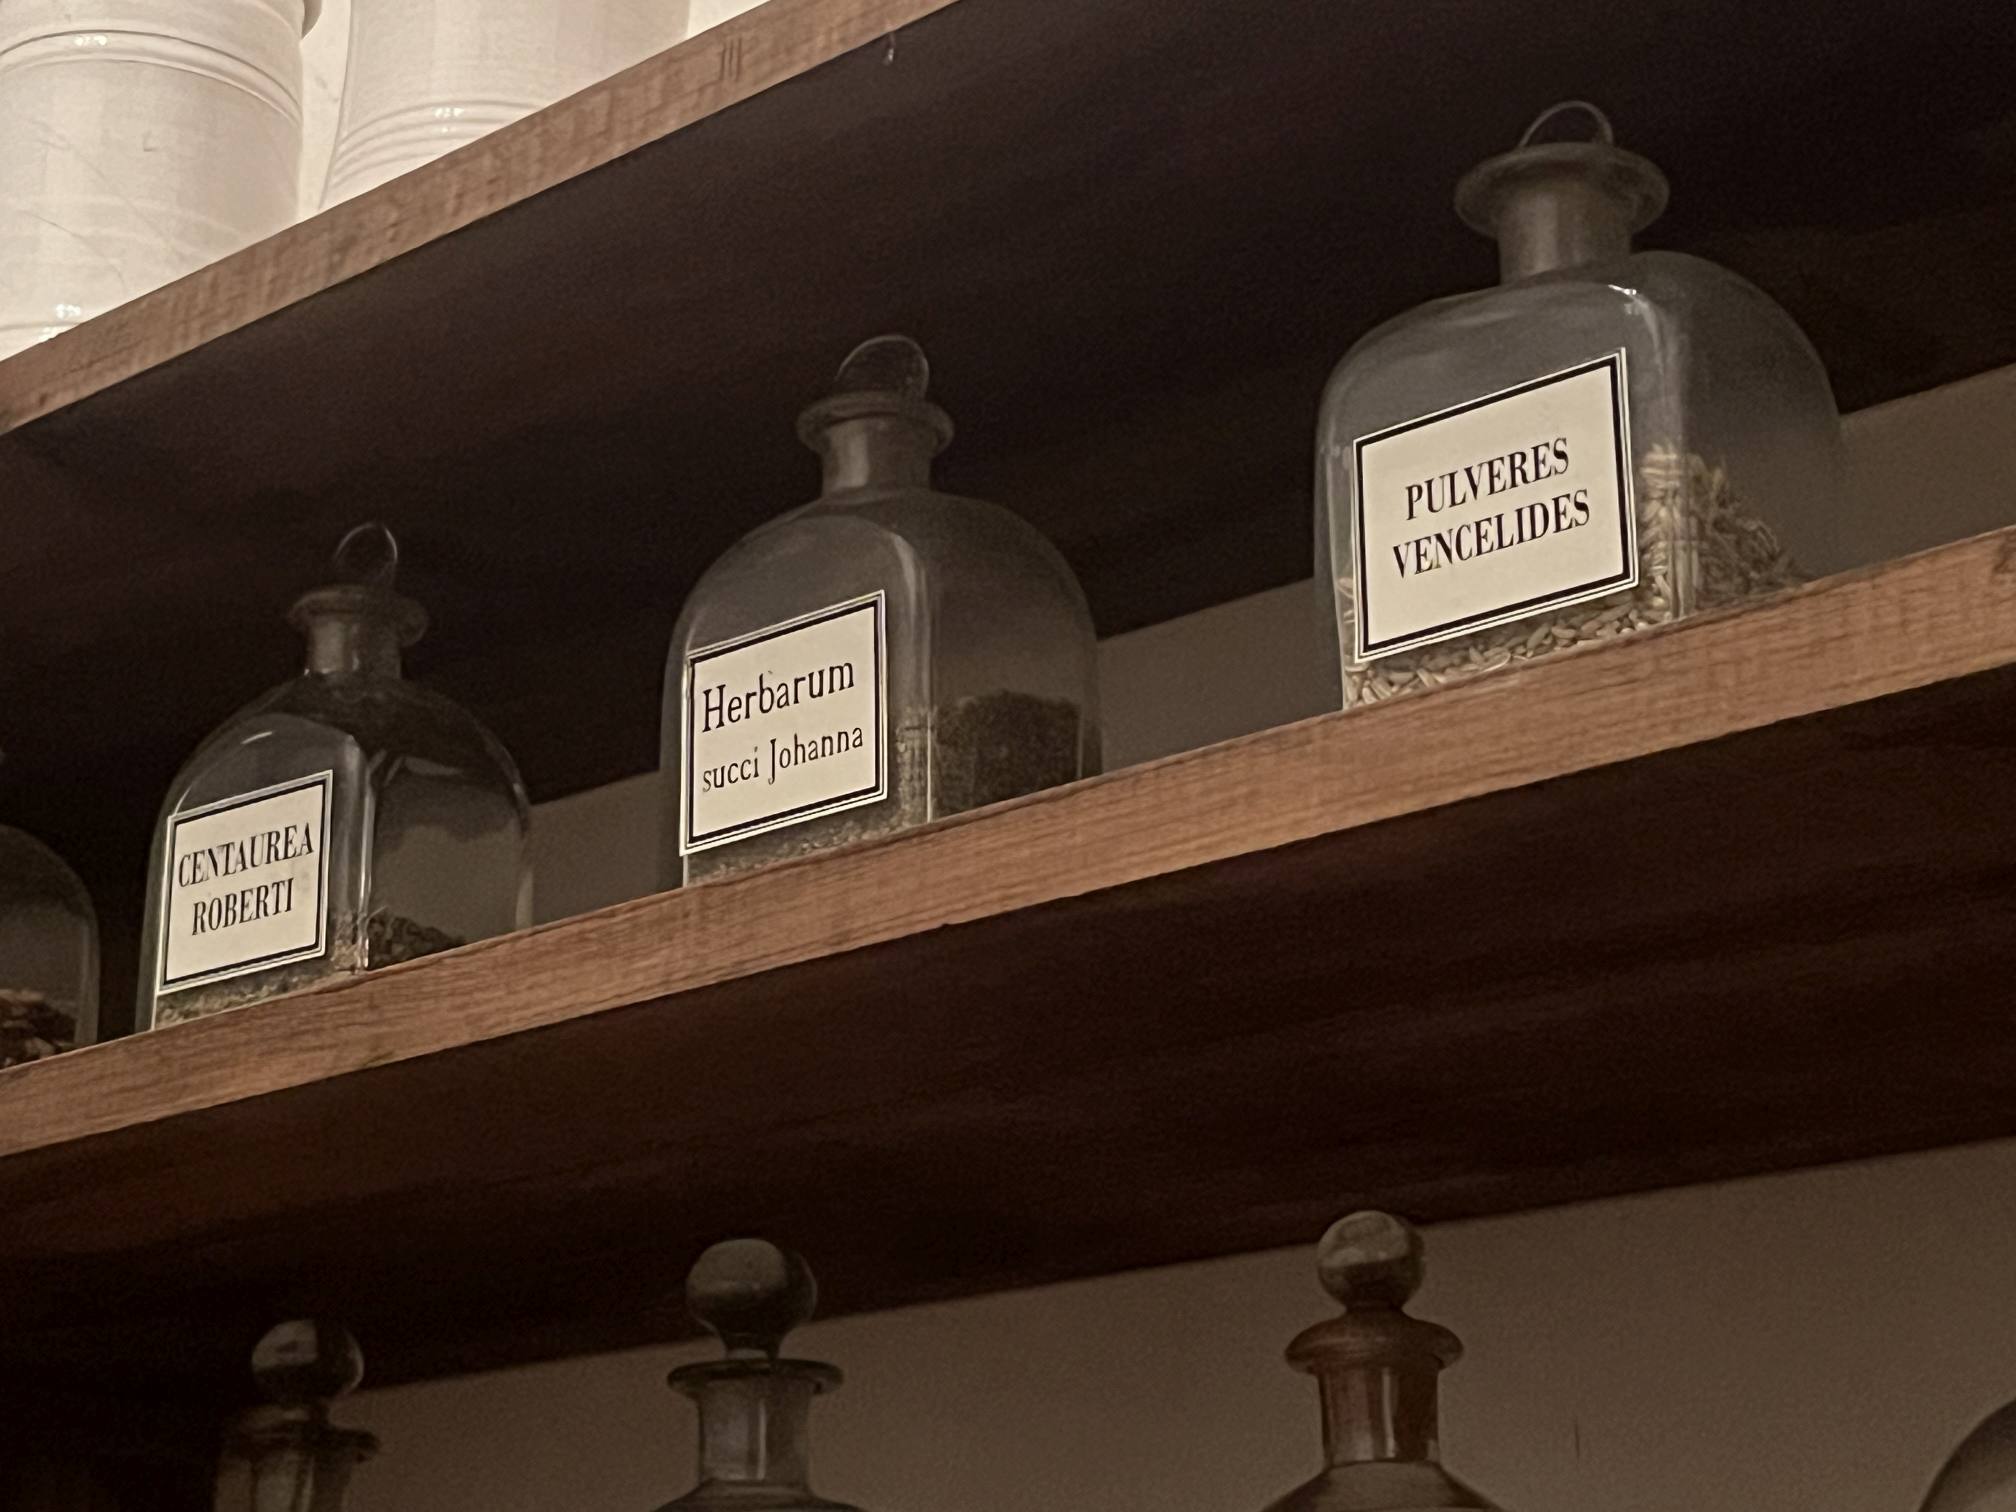 CENTAUREA
ROBERTI
Herbarum
succi Johanna
PULVERES
VENCELIDES